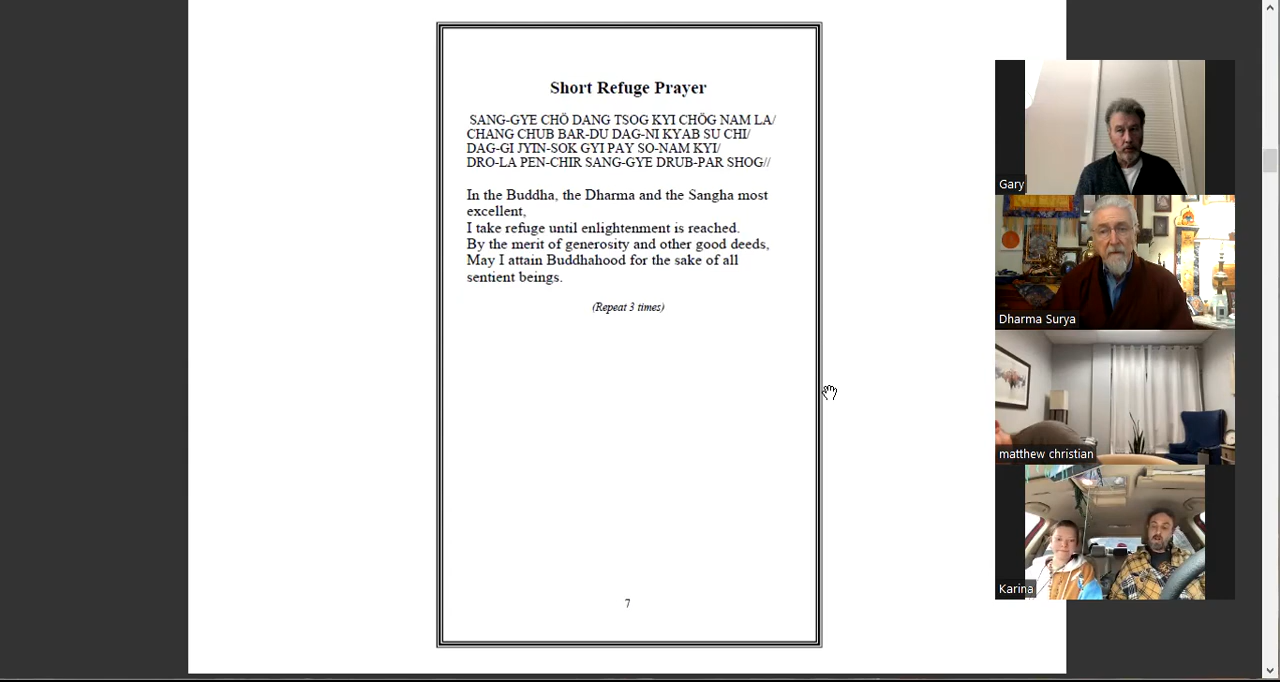 Short Refuge Prayer
SANG-GYE CHÖ DANG TSOG KYI CHÖG NAM LA/
CHANG CHUB BAR-DU DAG-NI KYAB SU CHI/
DAG-GI JYIN-SOK GYI PAY SO-NAM KYI/
DRO-LA PEN-CHIR SANG-GYE DRUB-PAR SHOG//
In the Buddha, the Dharma and the Sangha most
excellent,
I take refuge until enlightenment is reached.
By the merit of generosity and other good deeds,
May I attain Buddhahood for the sake of all
sentient beings.
(Repeat 3 times)
7
Gary
Dharma Surya
matthew christian
Karina